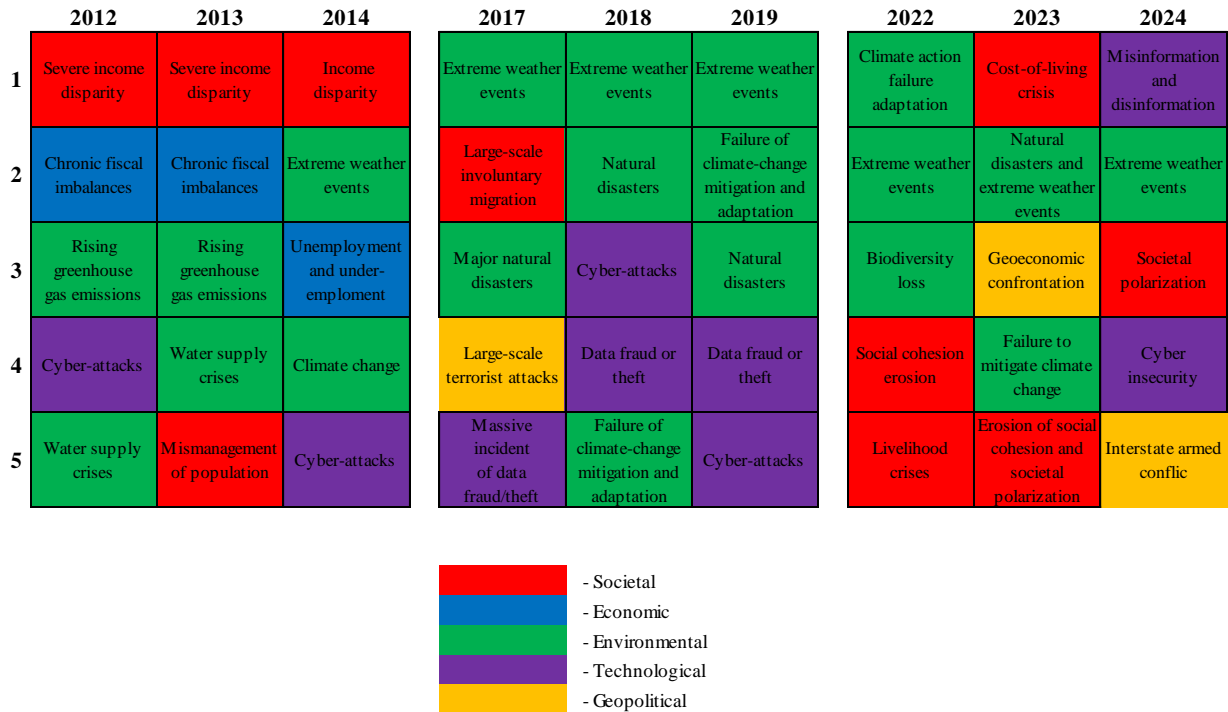 2012 2013 2014 2017 2018 2019 2022 2023 2024
1
Severe income
disparity
Severe income
disparity
Income
disparity
Extreme weather
events
Extreme weather
events
Extreme weather
events
Climate action
failure
adaptation
Cost-of-living
crisis
Misinformation
and
disinformation
2
Chronic fiscal
imbalances
Chronic fiscal
imbalances
Extreme weather
events
Large-scale
involuntary
migration
Natural
disasters
Failure of
climate-change
mitigation and
adaptation
Extreme weather
events
Natural
disasters and
extreme weather
events
Extreme weather
events
3
Rising
greenhouse
gas emissions
Rising
greenhouse
gas emissions
Unemployment
and under-
emploment
Major natural
disasters
Cyber-attacks
Natural
disasters
Biodiversity
loss
Geoeconomic
confrontation
Societal
polarization
4
Cyber-attacks
Water supply
crises
Climate change
Large-scale
terrorist attacks
Data fraud or
theft
Data fraud or
theft
Social cohesion
erosion
Failure to
mitigate climate
change
Cyber
insecurity
5
Water supply
crises
Mismanagement
of population
Cyber-attacks
Massive
incident
of data
fraud/theft
Failure of
climate-change
mitigation and
adaptation
Cyber-attacks
Livelihood
crises
Erosion of social
cohesion and
societal
polarization
Interstate armed
conflic
- Societal
- Economic
- Environmental
- Technological
- Geopolitical